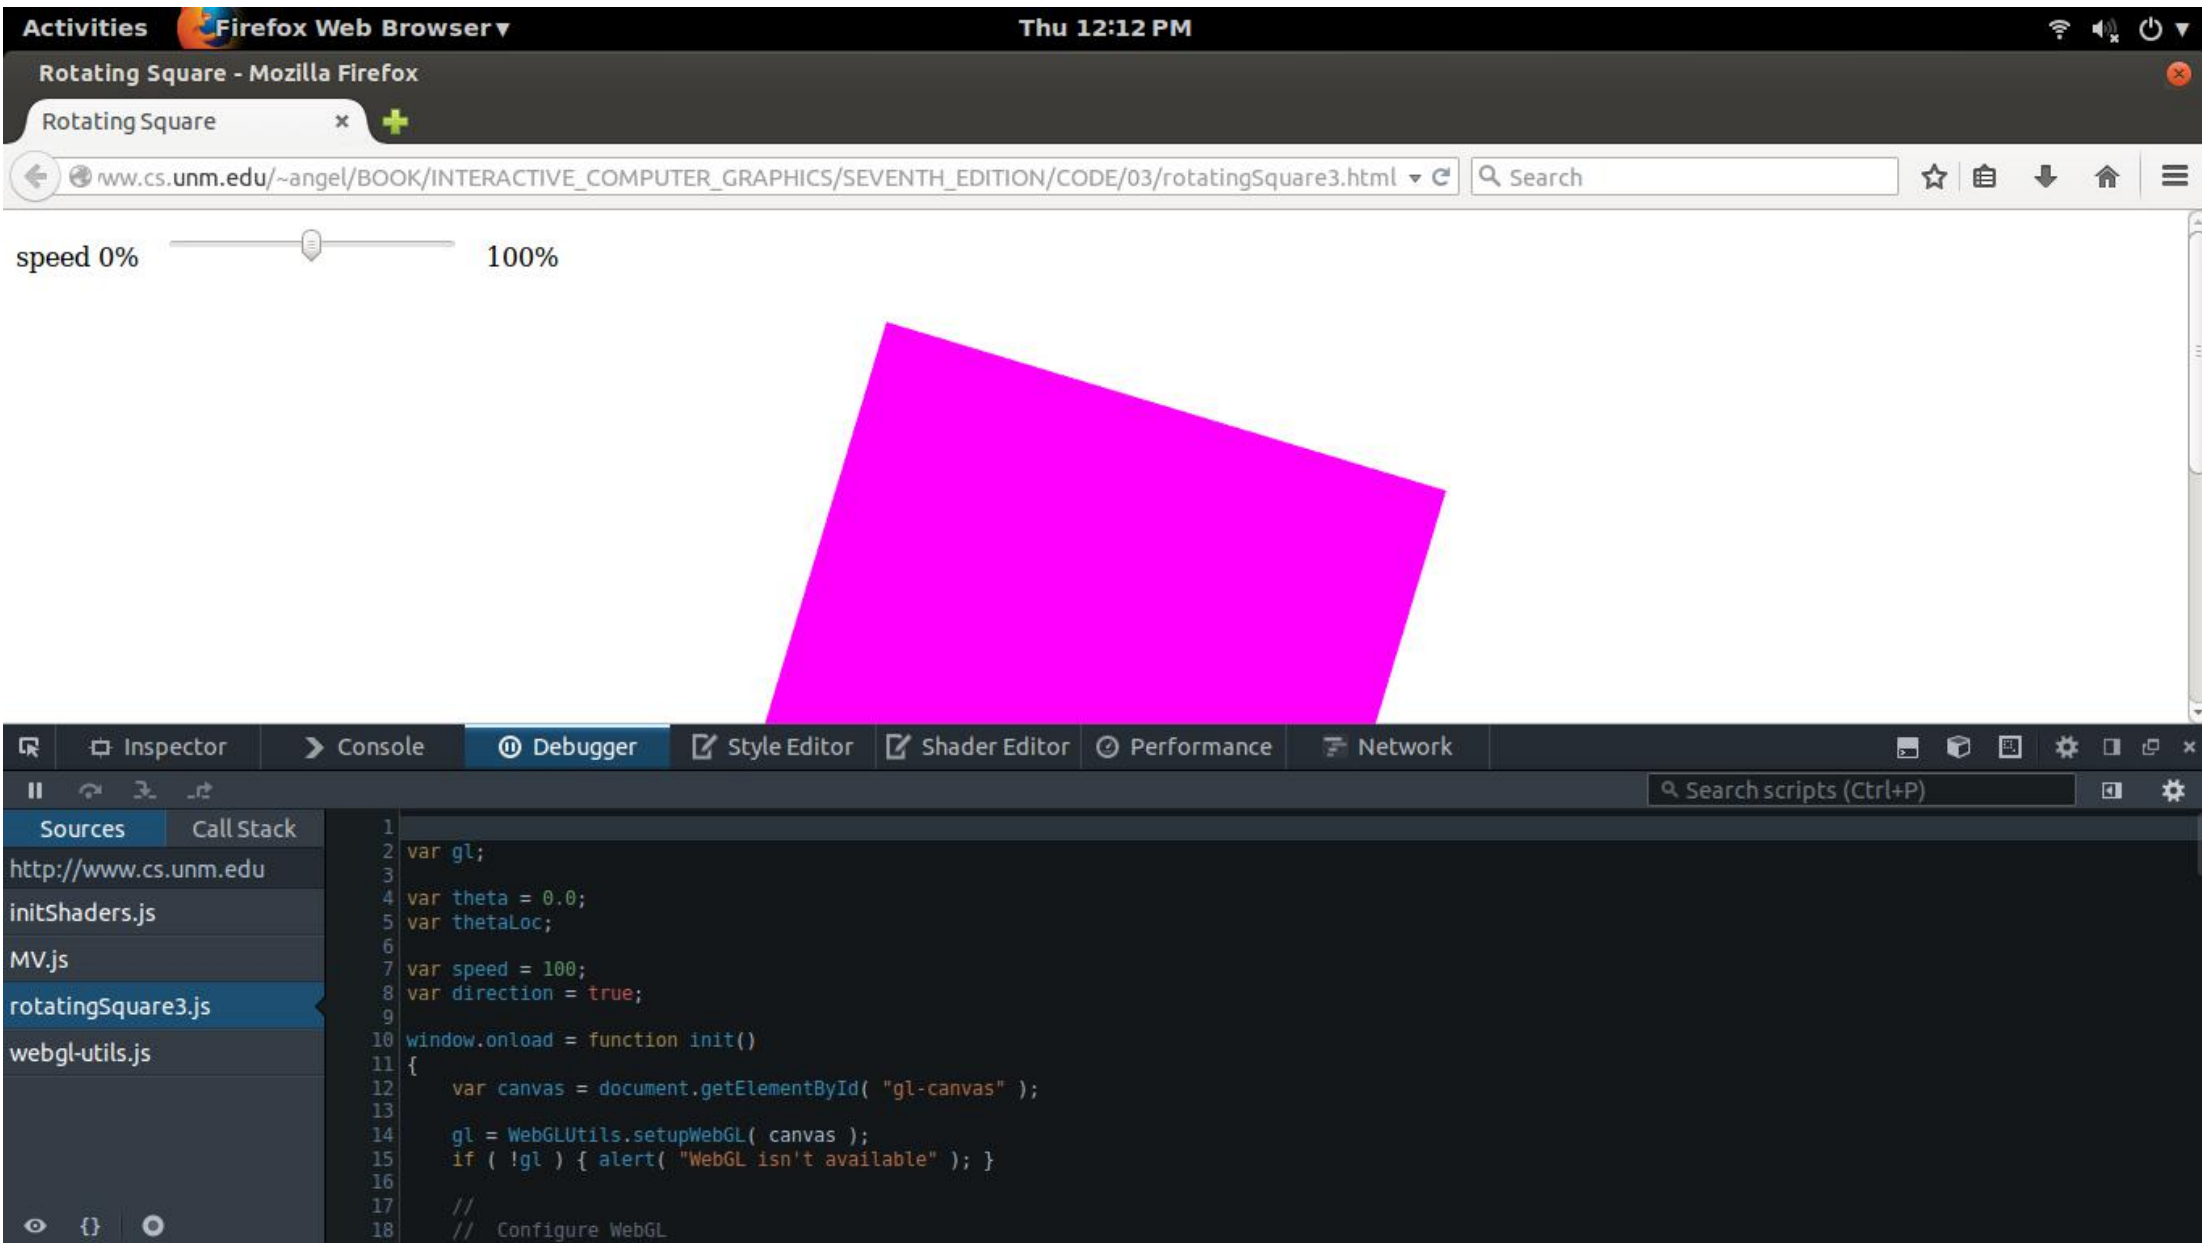 Activities Firefox Web Browser Thu 12:12 PM
Rotating Square - Mozilla Firefox
Rotating Square
www.cs.unm.edu/~angel/BOOK/INTERACTIVE_COMPUTER_GRAPHICS/SEVENTH_EDITION/CODE/03/rotatingSquare3.html Search
speed 0% 100%
Inspector Console Debugger Style Editor Shader Editor Performance Network
Search scripts (Ctrl+P)
Sources Call Stack
http://www.cs.unm.edu
initShaders.js
MV.js
rotatingSquare3.js
webgl-utils.js
{}
1
2 var gl;
3
4 var theta = 0.0;
5 var thetaLoc;
6
7 var speed = 100;
8 var direction = true;
9
10 window.onload = function init()
11 {
12 var canvas = document.getElementById( "gl-canvas" );
13
14 gl = WebGLUtils.setupWebGL( canvas );
15 if ( !gl ) { alert( "WebGL isn't available" ); }
16
17 //
18 // Configure WebGL